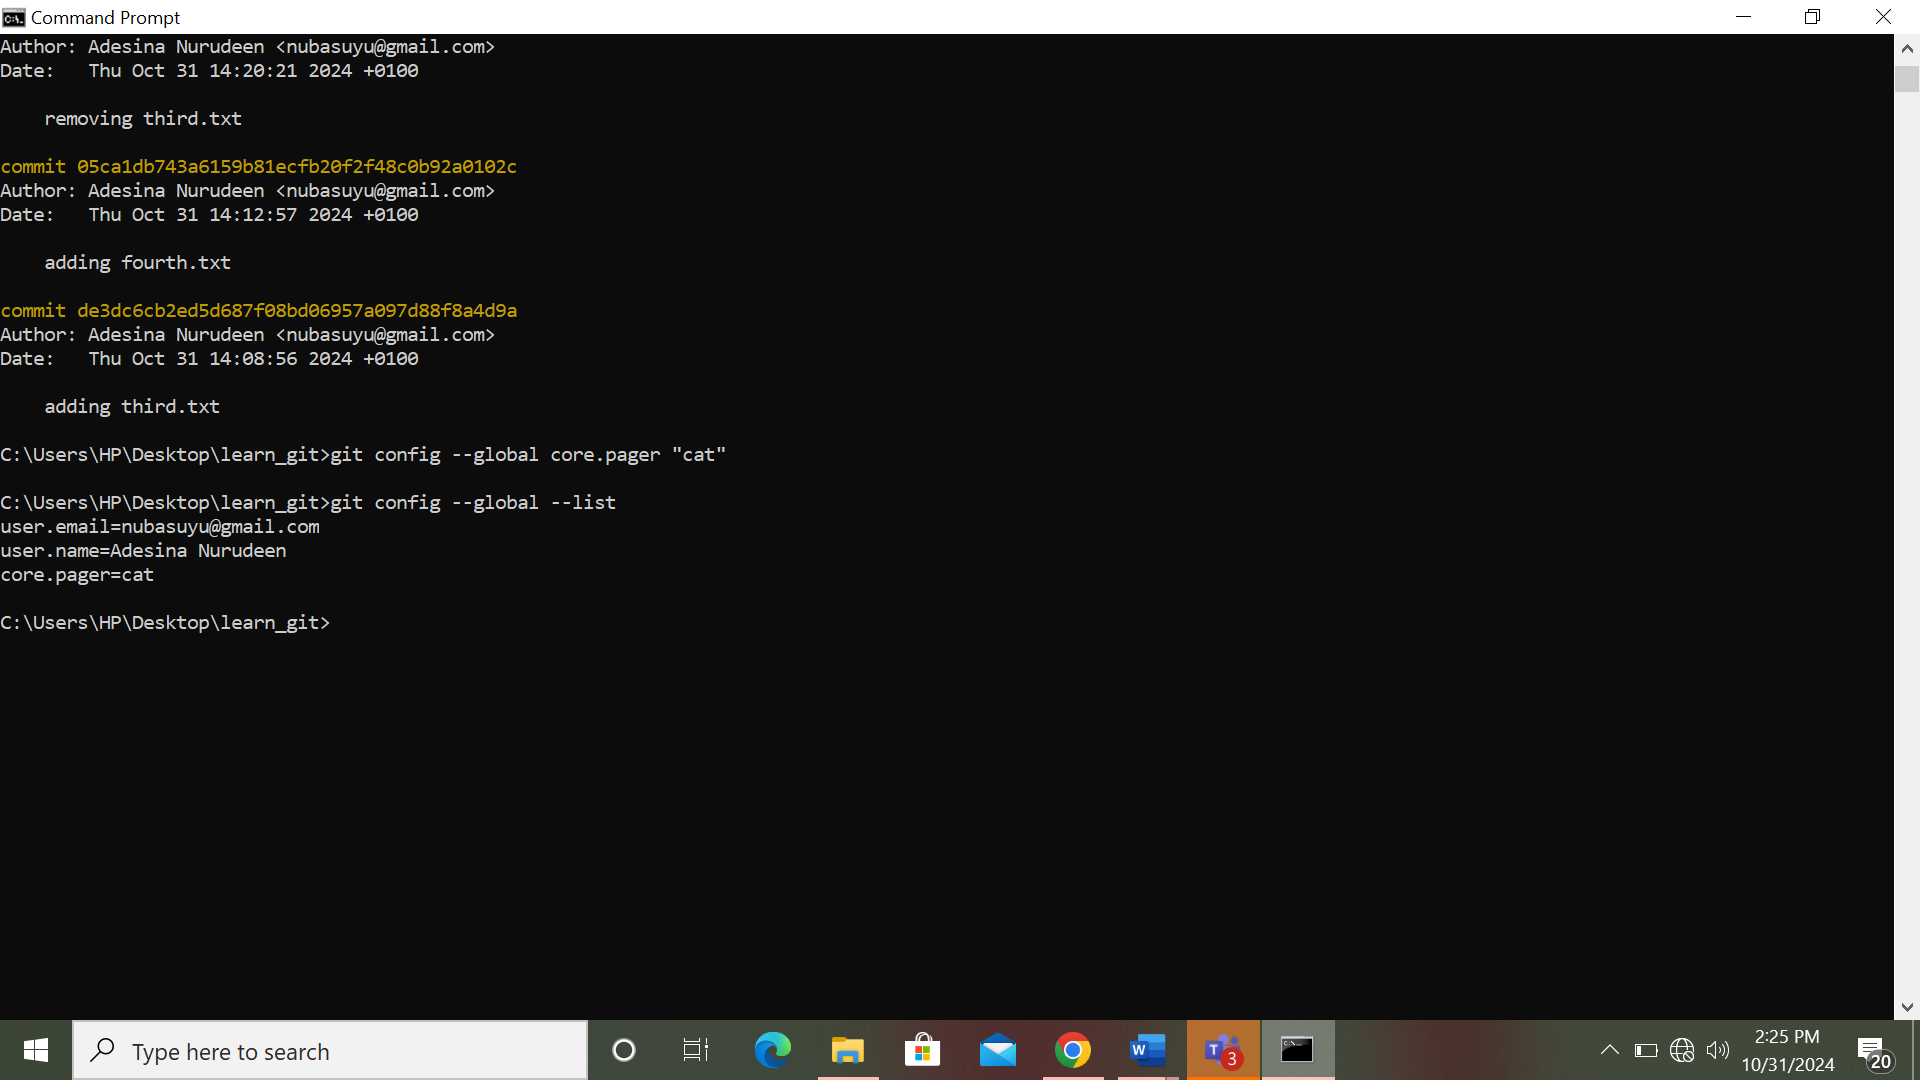 Command Prompt
Author: Adesina Nurudeen <nubasuyu@gmail.com>
Date:   Thu Oct 31 14:20:21 2024 +0100
    removing third.txt
commit 05ca1db743a6159b81ecfb20f2f48c0b92a0102c
Author: Adesina Nurudeen <nubasuyu@gmail.com>
Date:   Thu Oct 31 14:12:57 2024 +0100
    adding fourth.txt
commit de3dc6cb2ed5d687f08bd06957a097d88f8a4d9a
Author: Adesina Nurudeen <nubasuyu@gmail.com>
Date:   Thu Oct 31 14:08:56 2024 +0100
    adding third.txt
C:\Users\HP\Desktop\learn_git>git config --global core.pager "cat"
C:\Users\HP\Desktop\learn_git>git config --global --list
user.email=nubasuyu@gmail.com
user.name=Adesina Nurudeen
core.pager=cat
C:\Users\HP\Desktop\learn_git>
Type here to search
3
2:25 PM
10/31/2024
20